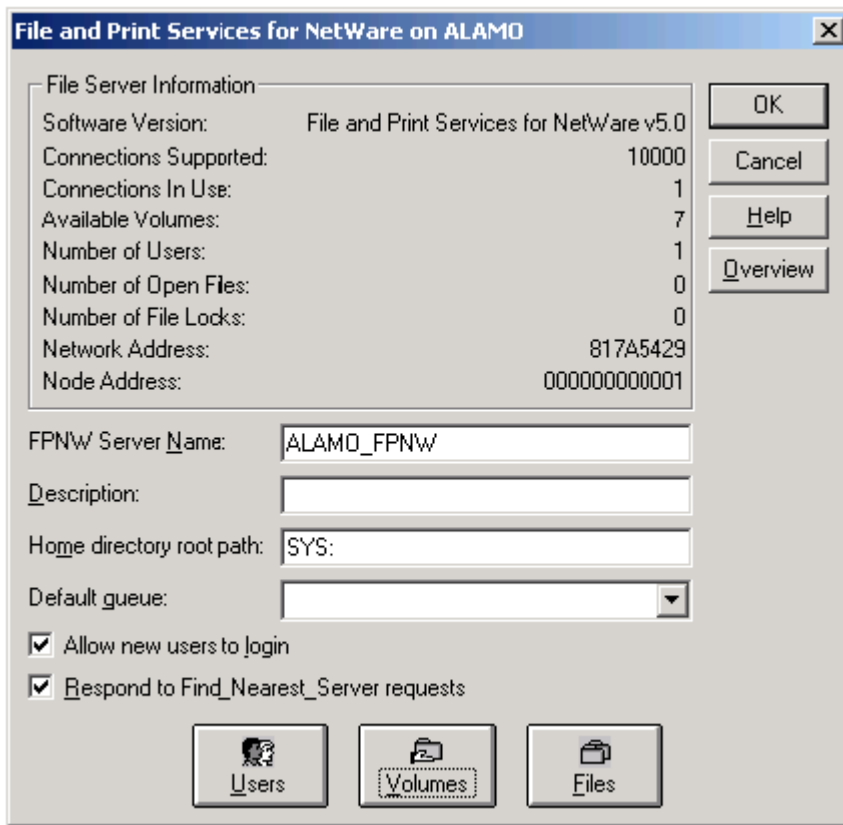 File and Print Services for NetWare on ALAMO
File Server Information
Software Version: File and Print Services for NetWare v5.0
Connections Supported: 10000
Connections In Use: 1
Available Volumes: 7
Number of Users: 1
Number of Open Files: 0
Number of File Locks: 0
Network Address: 817A5429
Node Address: 000000000001
OK
Cancel
Help
Overview
FPNW Server Name: ALAMO_FPNW
Description:
Home directory root path: SYS:
Default queue:
Allow new users to login
Respond to Find_Nearest_Server requests
Users
Volumes
Files